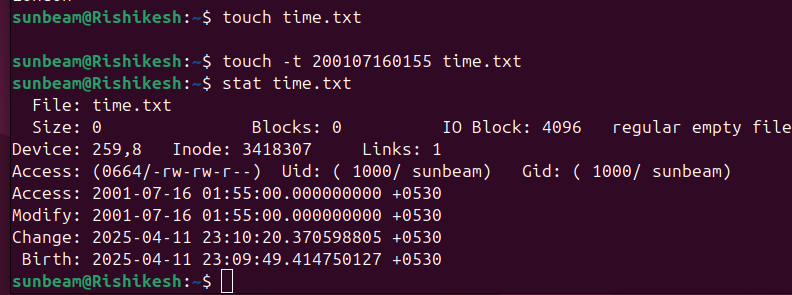 sunbeam@Rishikesh:~$ touch time.txt
sunbeam@Rishikesh:~$ touch -t 200107160155 time.txt
sunbeam@Rishikesh:~$ stat time.txt
  File: time.txt
  Size: 0               Blocks: 0          IO Block: 4096   regular empty file
Device: 259,8   Inode: 3418307     Links: 1
Access: (0664/-rw-rw-r--)  Uid: ( 1000/ sunbeam)   Gid: ( 1000/ sunbeam)
Access: 2001-07-16 01:55:00.000000000 +0530
Modify: 2001-07-16 01:55:00.000000000 +0530
Change: 2025-04-11 23:10:20.370598805 +0530
 Birth: 2025-04-11 23:09:49.414750127 +0530
sunbeam@Rishikesh:~$